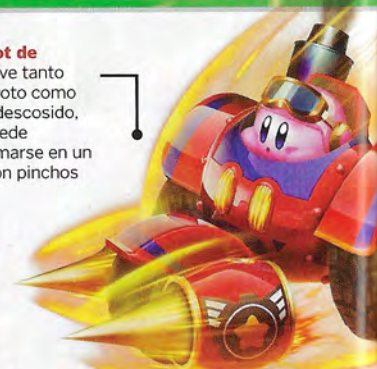 ot de
ve tanto
oto como
descosido,
ede
marse en un
on pinchos